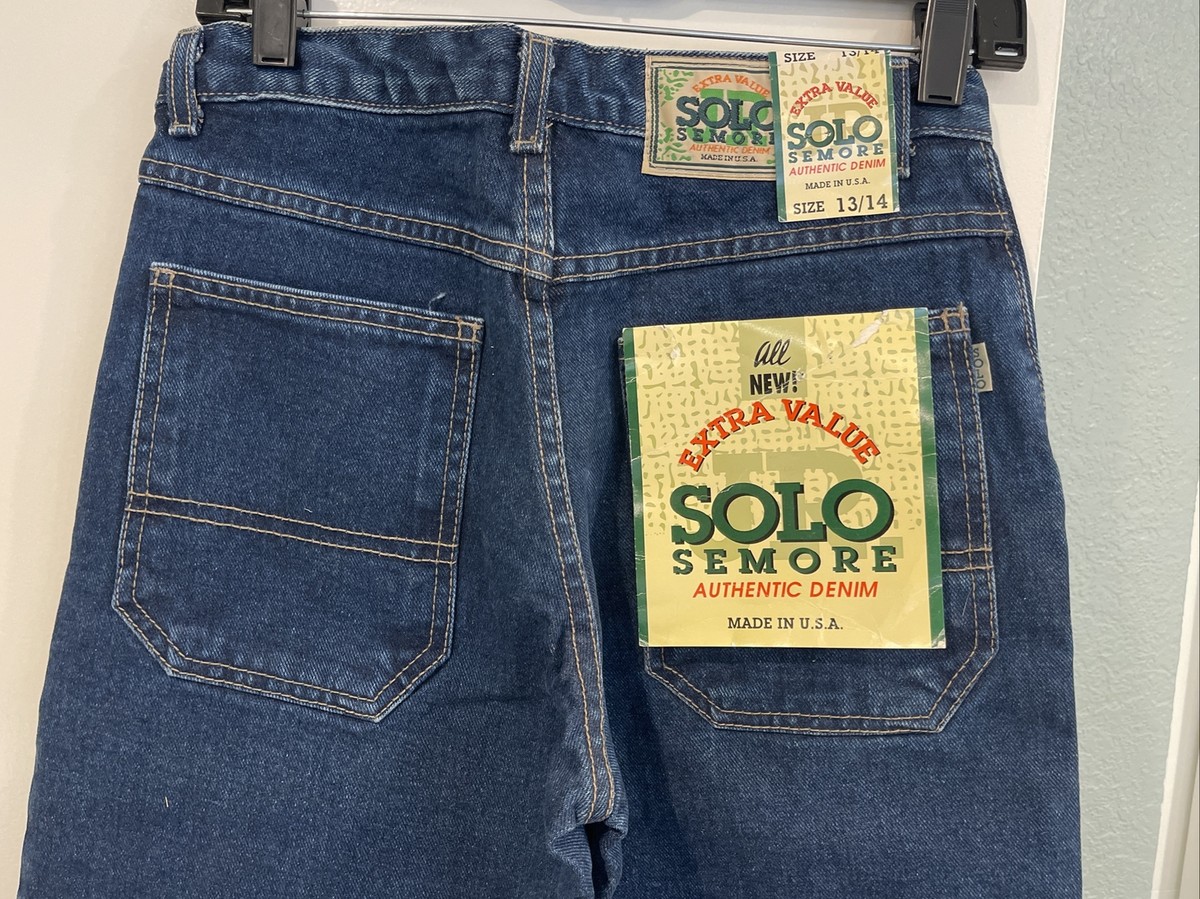 EXTRA VALUE
SOLO
SEMORE
AUTHENTIC DENIM
MADE IN U.S.A.
SIZE 13/14
EXTRA VALUE
SOLO
SEMORE
AUTHENTIC DENIM
MADE IN U.S.A.
SIZE 13/14
all
NEW!
EXTRA VALUE
SOLO
SEMORE
AUTHENTIC DENIM
MADE IN U.S.A.
SOLO